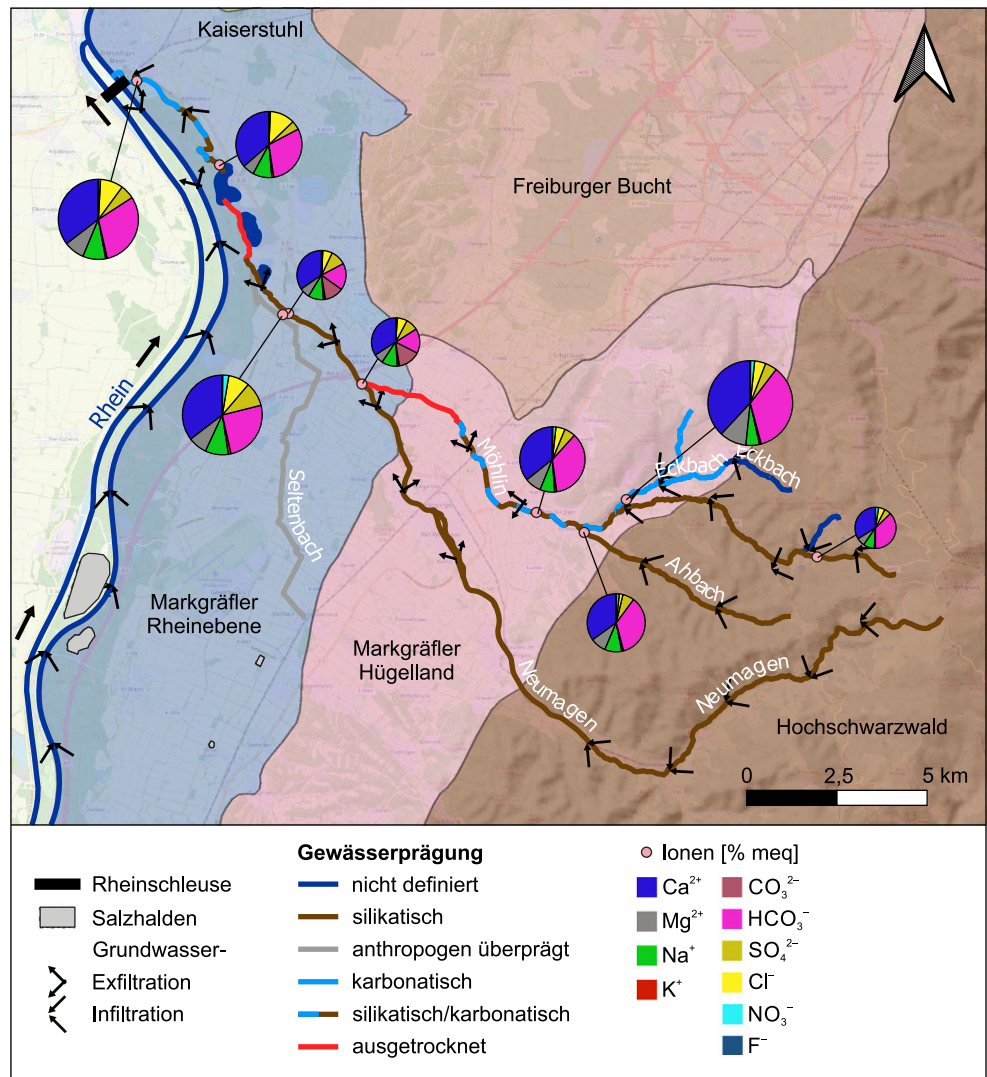 Kaiserstuhl
Freiburger Bucht
Rhein
Möhlin
Eckbach
Eckbach
Seltenbach
Ahbach
Markgräfler
Rheinebene
Markgräfler
Hügelland
Neumagen
Neumagen
Hochschwarzwald
0 2,5 5 km
Gewässerprägung
Ionen [% meq]
Rheinschleuse
nicht definiert
Ca²⁺
CO₃²⁻
Salzhalden
silikatisch
Mg²⁺
HCO₃⁻
Grundwasser-
anthropogen überprägt
Na⁺
SO₄²⁻
Exfiltration
karbonatisch
K⁺
Cl⁻
Infiltration
silikatisch/karbonatisch
NO₃⁻
ausgetrocknet
F⁻